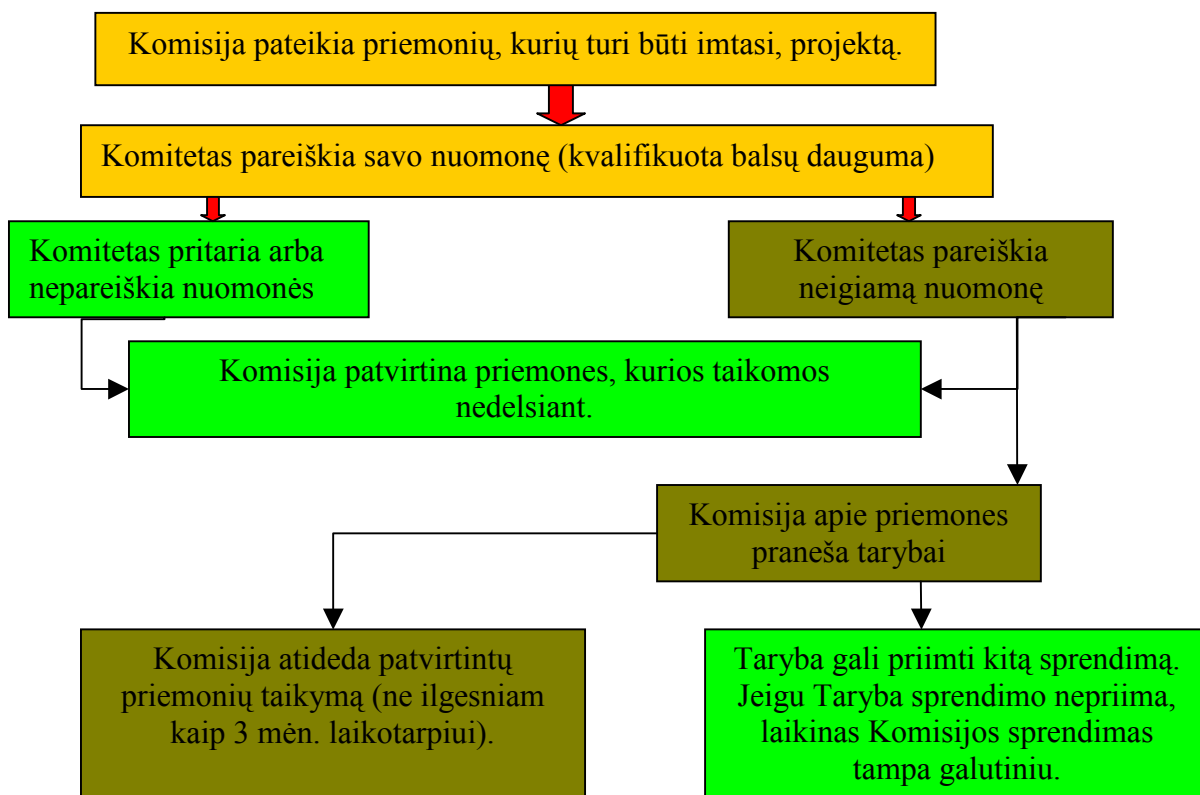 Komisija pateikia priemonių, kurių turi būti imtasi, projektą.
Komitetas pareiškia savo nuomonę (kvalifikuota balsų dauguma)
Komitetas pritaria arba
nepareiškia nuomonės
Komitetas pareiškia
neigiamą nuomonę
Komisija patvirtina priemones, kurios taikomos
nedelsiant.
Komisija apie priemones
praneša tarybai
Komisija atideda patvirtintų
priemonių taikymą (ne ilgesniam
kaip 3 mėn. laikotarpiui).
Taryba gali priimti kitą sprendimą.
Jeigu Taryba sprendimo nepriima,
laikinas Komisijos sprendimas
tampa galutiniu.